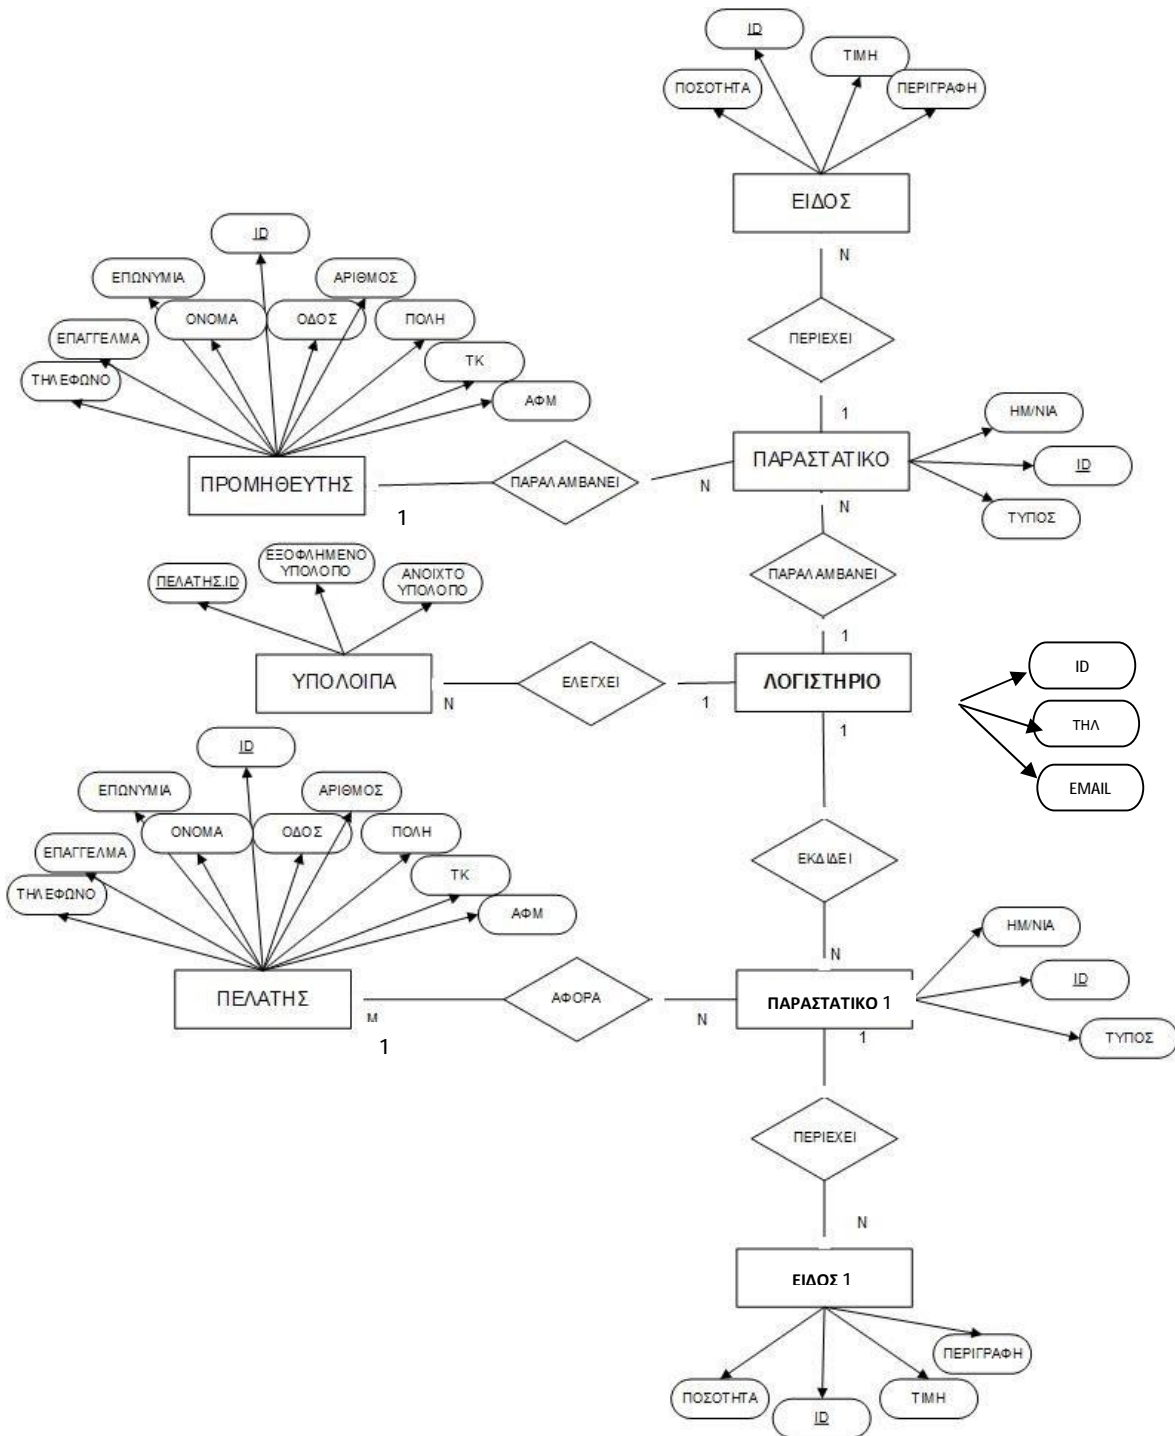 ID
ΤΙΜΗ
ΠΟΣΟΤΗΤΑ
ΠΕΡΙΓΡΑΦΗ
ΕΙΔΟΣ
N
ΠΕΡΙΕΧΕΙ
1
ID
ΕΠΩΝΥΜΙΑ
ΑΡΙΘΜΟΣ
ΟΝΟΜΑ
ΟΔΟΣ
ΠΟΛΗ
ΕΠΑΓΓΕΛΜΑ
ΤΚ
ΤΗΛΕΦΩΝΟ
ΑΦΜ
ΠΡΟΜΗΘΕΥΤΗΣ
1
ΠΑΡΑΛΑΜΒΑΝΕΙ
N
ΠΑΡΑΣΤΑΤΙΚΟ
ΗΜ/ΝΙΑ
ID
ΤΥΠΟΣ
N
ΠΑΡΑΛΑΜΒΑΝΕΙ
1
ΠΕΛΑΤΗΣ.ID
ΕΞΟΦΛΗΜΕΝΟ
ΥΠΟΛΟΠΟ
ΑΝΟΙΧΤΟ
ΥΠΟΛΟΠΟ
ΥΠΟΛΟΙΠΑ
N
ΕΛΕΓΧΕΙ
1
ΛΟΓΙΣΤΗΡΙΟ
1
ID
ΤΗΛ
EMAIL
ΕΚΔΙΔΕΙ
N
ID
ΕΠΩΝΥΜΙΑ
ΑΡΙΘΜΟΣ
ΟΝΟΜΑ
ΟΔΟΣ
ΠΟΛΗ
ΕΠΑΓΓΕΛΜΑ
ΤΚ
ΤΗΛΕΦΩΝΟ
ΑΦΜ
ΠΕΛΑΤΗΣ
M
1
ΑΦΟΡΑ
N
ΠΑΡΑΣΤΑΤΙΚΟ 1
1
ΗΜ/ΝΙΑ
ID
ΤΥΠΟΣ
ΠΕΡΙΕΧΕΙ
N
ΕΙΔΟΣ 1
ΠΕΡΙΓΡΑΦΗ
ΠΟΣΟΤΗΤΑ
ΤΙΜΗ
ID